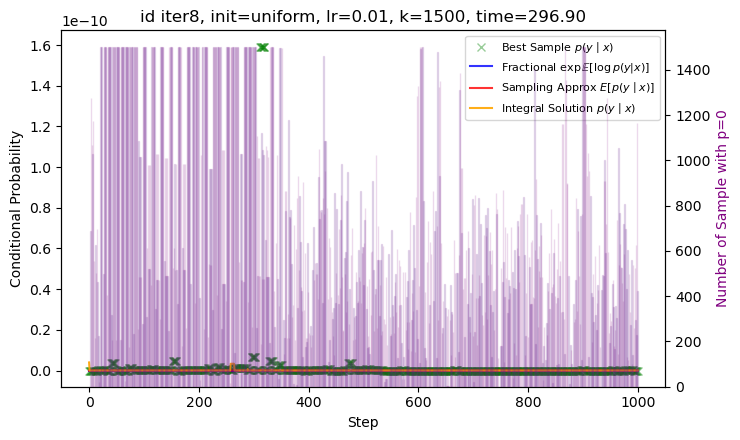 id iter8, init=uniform, lr=0.01, k=1500, time=296.90
1e−10
1.6
1.4
1.2
1.0
0.8
0.6
0.4
0.2
0.0
Conditional Probability
Best Sample p(y | x)
Fractional exp𝔼[log p(y|x)]
Sampling Approx E[p(y | x)]
Integral Solution p(y | x)
1400
1200
1000
800
600
400
200
0
Number of Sample with p=0
0
200
400
600
800
1000
Step